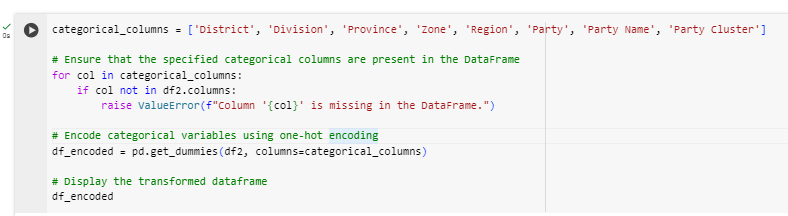 categorical_columns = ['District', 'Division', 'Province', 'Zone', 'Region', 'Party', 'Party Name', 'Party Cluster']
0s
# Ensure that the specified categorical columns are present in the DataFrame
for col in categorical_columns:
    if col not in df2.columns:
        raise ValueError(f"Column '{col}' is missing in the DataFrame.")
# Encode categorical variables using one-hot encoding
df_encoded = pd.get_dummies(df2, columns=categorical_columns)
# Display the transformed dataframe
df_encoded